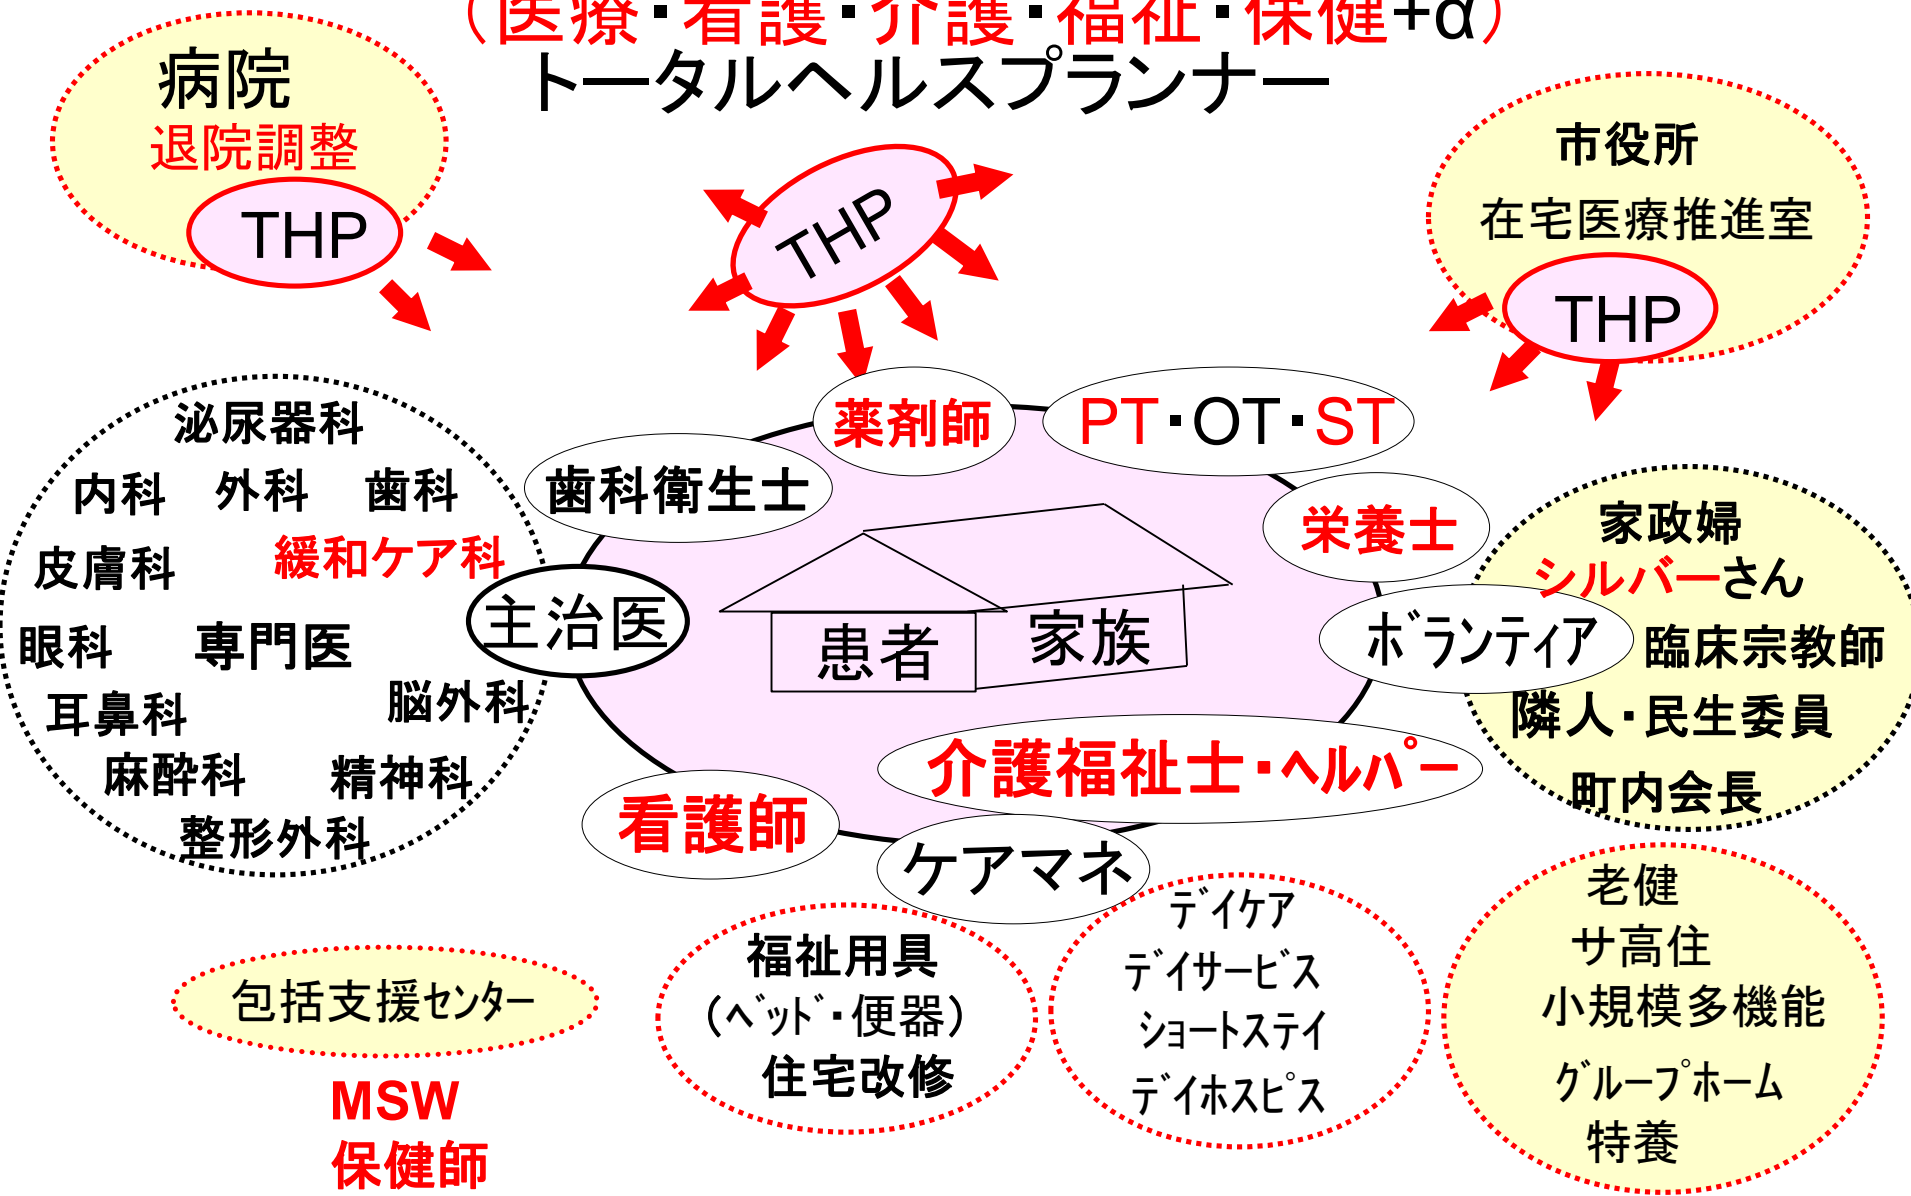 （医療・看護・介護・福祉・保健+α）
トータルヘルスプランナー
病院
退院調整
THP
THP
市役所
在宅医療推進室
THP
泌尿器科
内科 外科 歯科
皮膚科 緩和ケア科
眼科 専門医
耳鼻科 脳外科
麻酔科 精神科
整形外科
主治医
歯科衛生士
薬剤師
PT・OT・ST
栄養士
ボランティア
患者
家族
介護福祉士・ヘルパー
看護師
ケアマネ
家政婦
シルバーさん
臨床宗教師
隣人・民生委員
町内会長
包括支援センター
MSW
保健師
福祉用具
（ベッド・便器）
住宅改修
デイケア
デイサービス
ショートステイ
デイホスピス
老健
サ高住
小規模多機能
グループホーム
特養